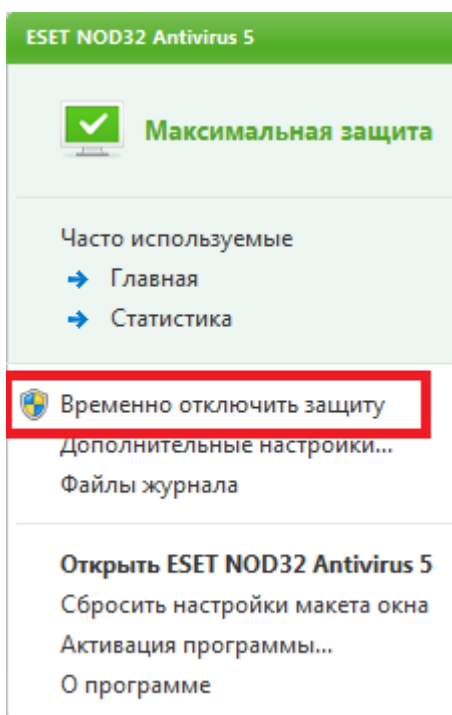 ESET NOD32 Antivirus 5
Максимальная защита
Часто используемые
Главная
Статистика
Временно отключить защиту
Дополнительные настройки...
Файлы журнала
Открыть ESET NOD32 Antivirus 5
Сбросить настройки макета окна
Активация программы...
О программе